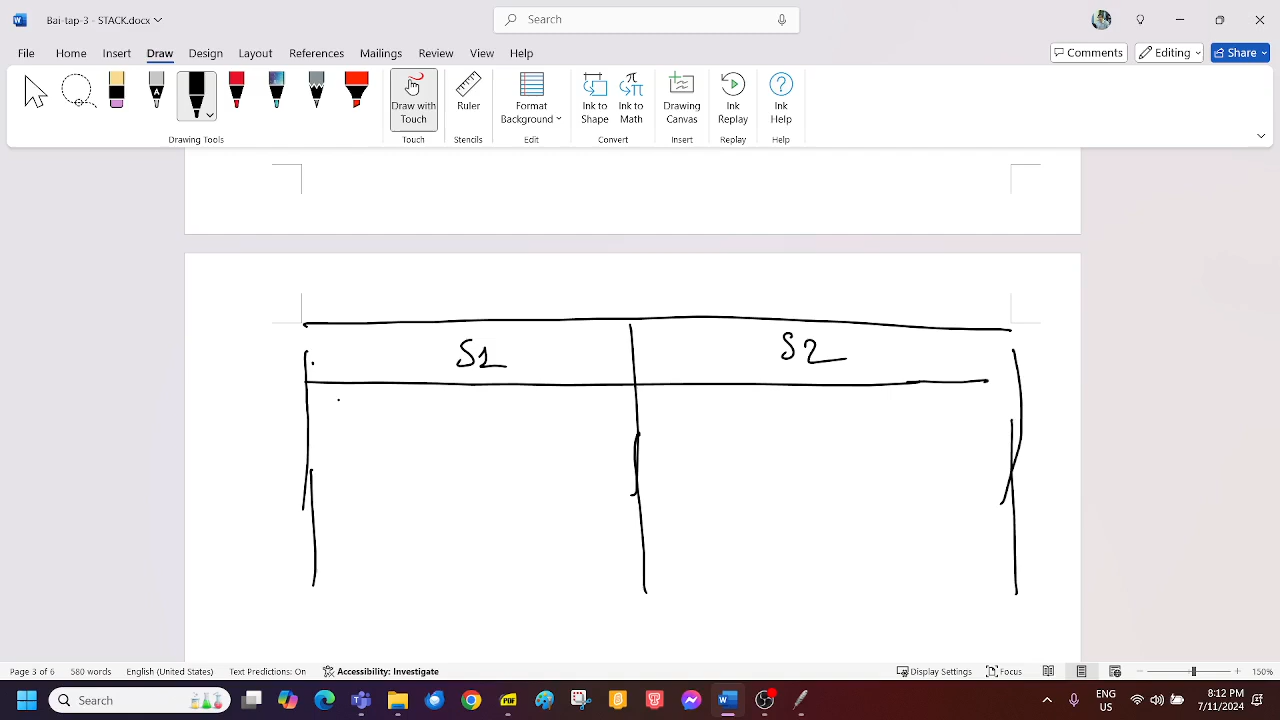 Bai-tap-3 - STACK.docx
Search
File Home Insert Draw Design Layout References Mailings Review View Help
Comments Editing Share
Draw with Touch
Ruler
Format Background
Ink to Shape
Ink to Math
Drawing Canvas
Ink Replay
Ink Help
Drawing Tools Touch Stencils Edit Convert Insert Replay Help
S1 S2
Page 3 of 6 580 words English (United States) Text Predictions: On Accessibility: Investigate Display Settings Focus 150%
Search
ENG US
8:12 PM
7/11/2024